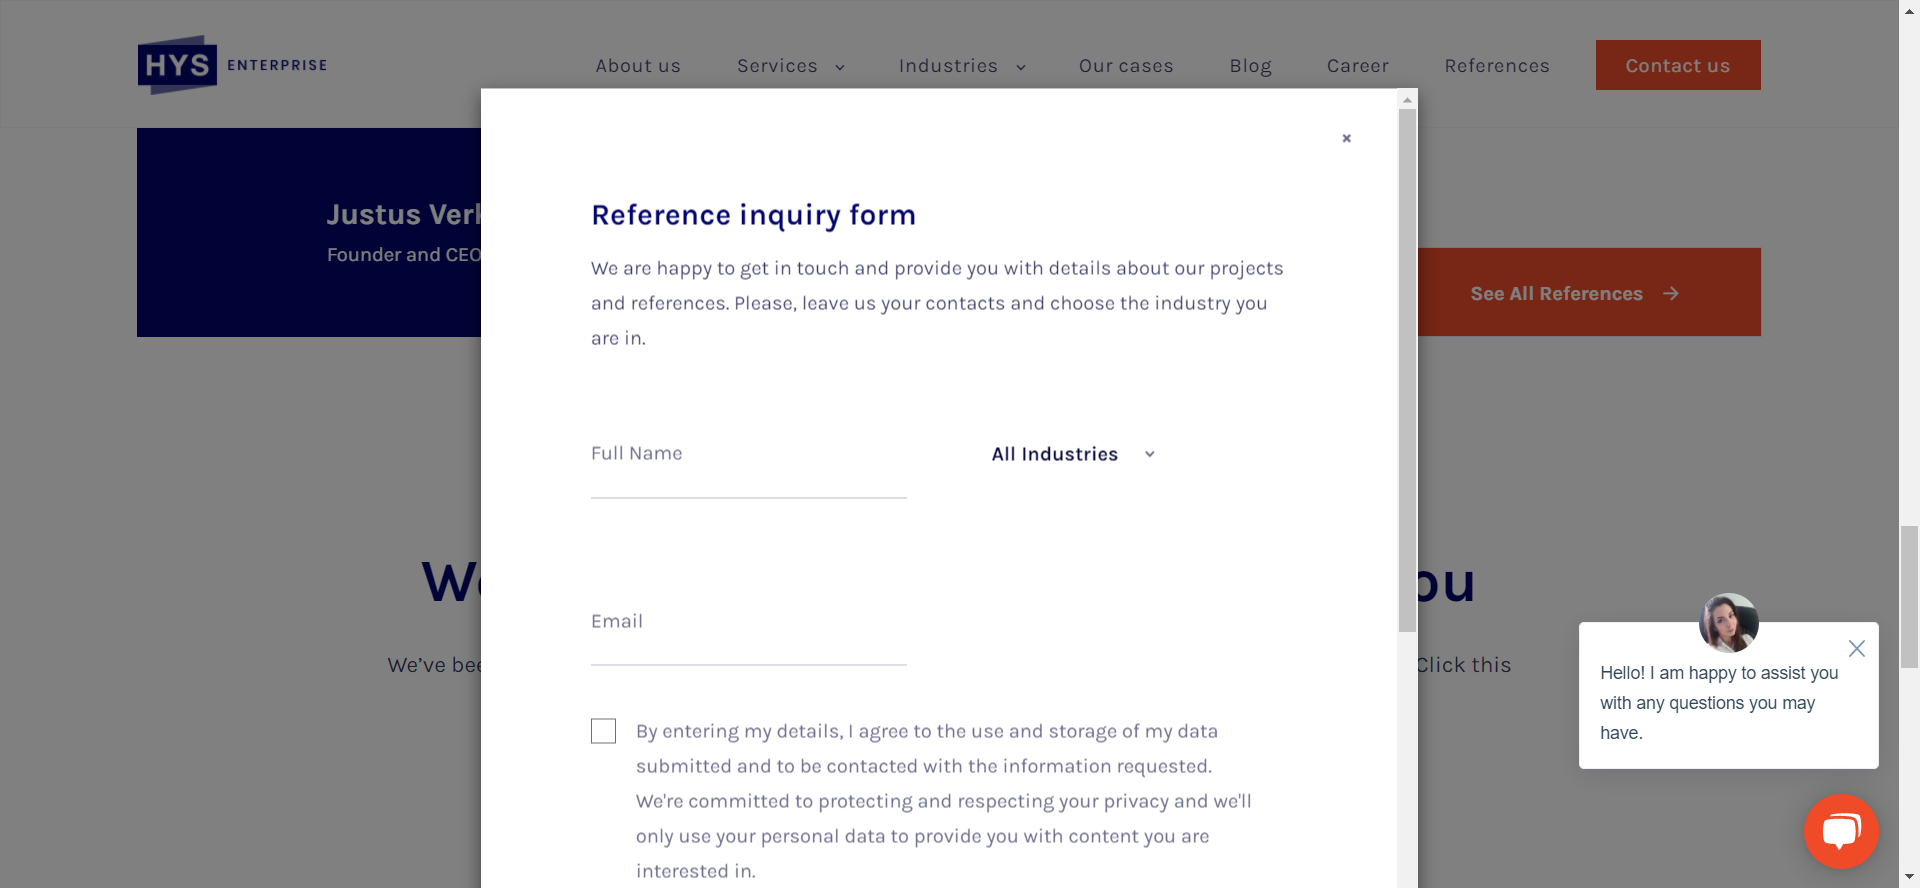 HYS ENTERPRISE
About us Services Industries Our cases Blog Career References Contact us
×
Justus
Founder and CEO
Reference inquiry form
We are happy to get in touch and provide you with details about our projects
and references. Please, leave us your contacts and choose the industry you
are in.
See All References →
Full Name
All Industries
Email
By entering my details, I agree to the use and storage of my data
submitted and to be contacted with the information requested.
We're committed to protecting and respecting your privacy and we'll
only use your personal data to provide you with content you are
interested in.
We've
Click this
Hello! I am happy to assist you
with any questions you may
have.